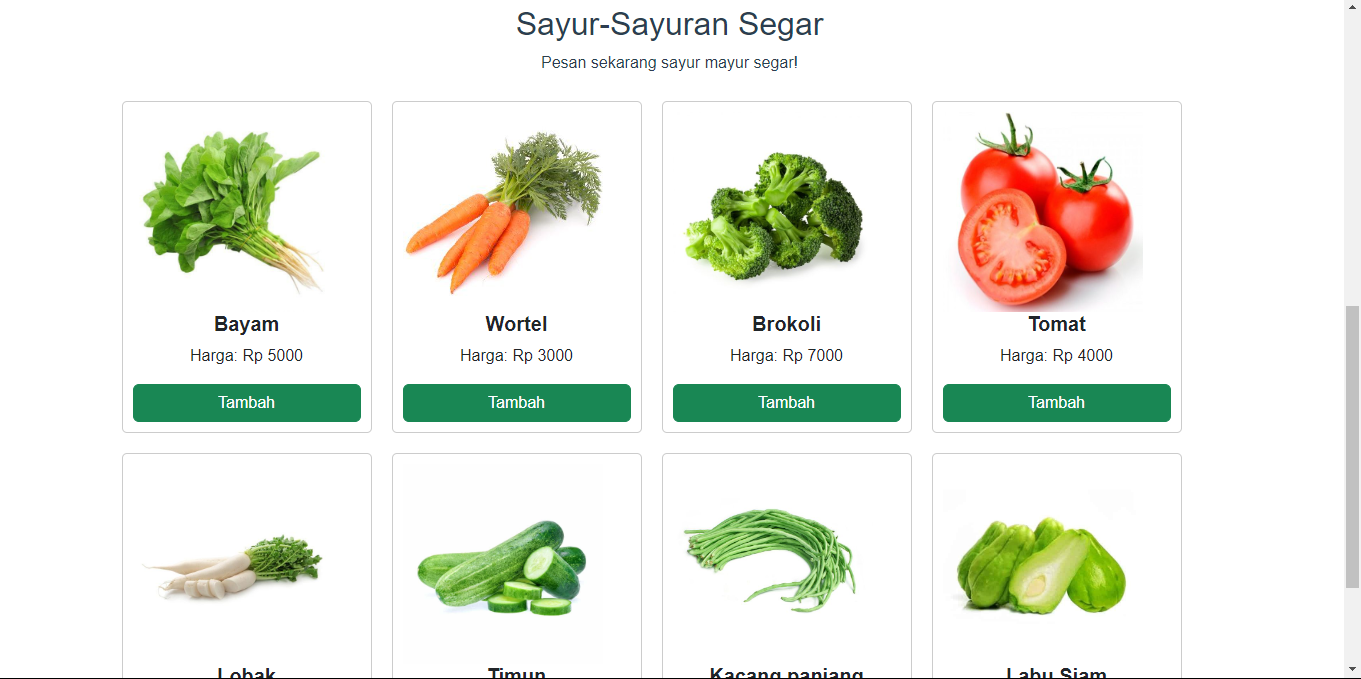 Sayur-Sayuran Segar
Pesan sekarang sayur mayur segar!
Bayam
Harga: Rp 5000
Tambah
Wortel
Harga: Rp 3000
Tambah
Brokoli
Harga: Rp 7000
Tambah
Tomat
Harga: Rp 4000
Tambah
Lobak
Timun
Kacang panjang
Labu Siam